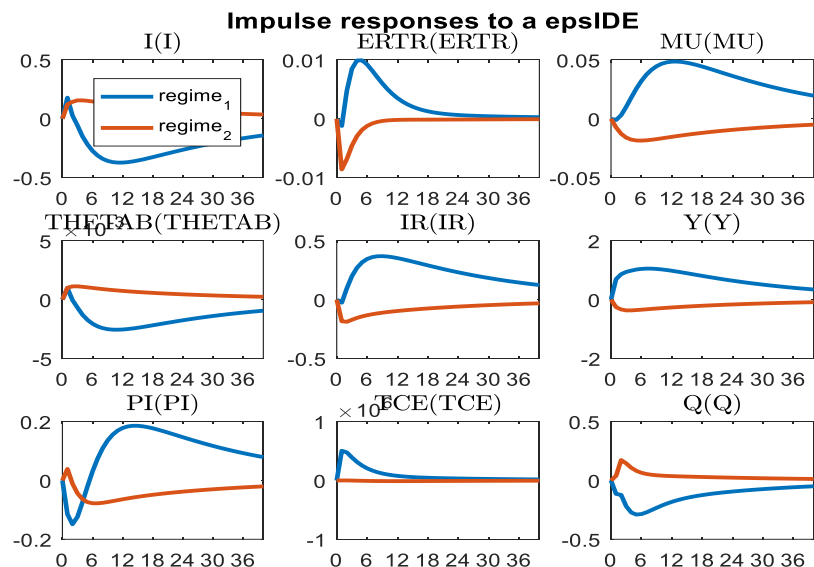 Impulse responses to a epsIDE
I(I) ERTR(ERTR) MU(MU)
0.5 0.01 0.05
regime_1
regime_2
0 0 0
-0.5 -0.01 -0.05
0 6 12 18 24 30 36 0 6 12 18 24 30 36 0 6 12 18 24 30 36
THETAB(THETAB) IR(IR) Y(Y)
5 0.5 2
0 0 0
-5 -0.5 -2
0 6 12 18 24 30 36 0 6 12 18 24 30 36 0 6 12 18 24 30 36
PI(PI) TCE(TCE) Q(Q)
0.2 1 0.5
0 0 0
-0.2 -1 -0.5
0 6 12 18 24 30 36 0 6 12 18 24 30 36 0 6 12 18 24 30 36